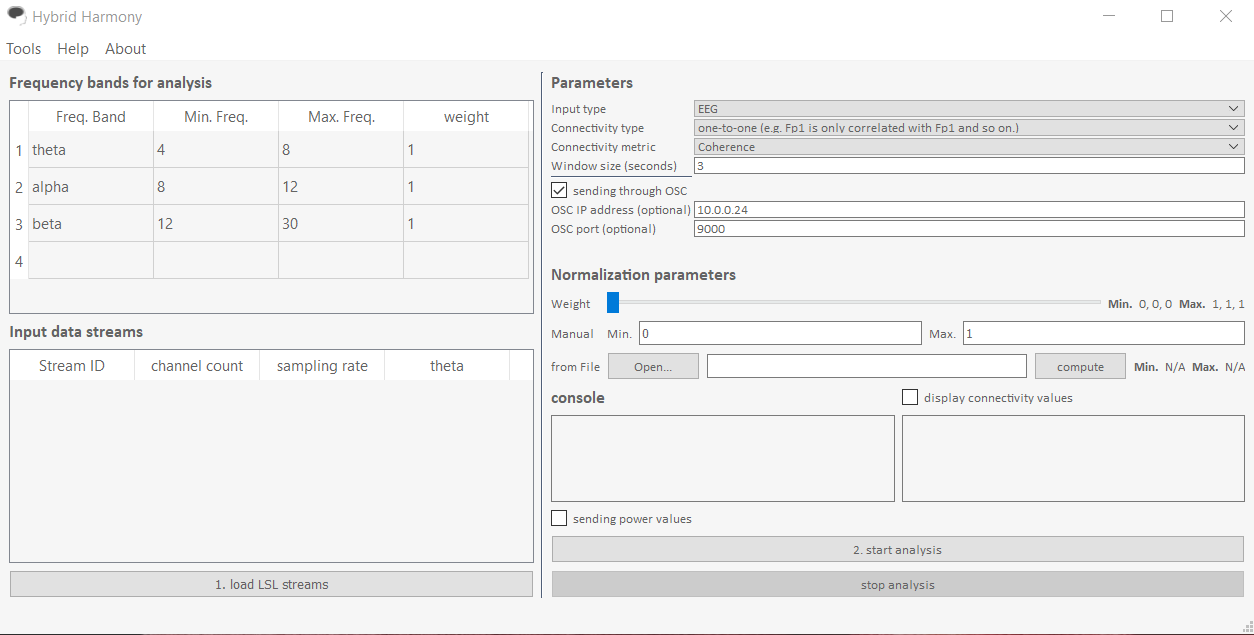 Hybrid Harmony
Tools Help About
Frequency bands for analysis
Freq. Band Min. Freq. Max. Freq. weight
1 theta 4 8 1
2 alpha 8 12 1
3 beta 12 30 1
4
Input data streams
Stream ID channel count sampling rate theta
1. load LSL streams
Parameters
Input type EEG
Connectivity type one-to-one (e.g. Fp1 is only correlated with Fp1 and so on.)
Connectivity metric Coherence
Window size (seconds) 3
sending through OSC
OSC IP address (optional) 10.0.0.24
OSC port (optional) 9000
Normalization parameters
Weight Min. 0, 0, 0 Max. 1, 1, 1
Manual Min. 0 Max. 1
from File Open... compute Min. N/A Max. N/A
console display connectivity values
sending power values
2. start analysis
stop analysis